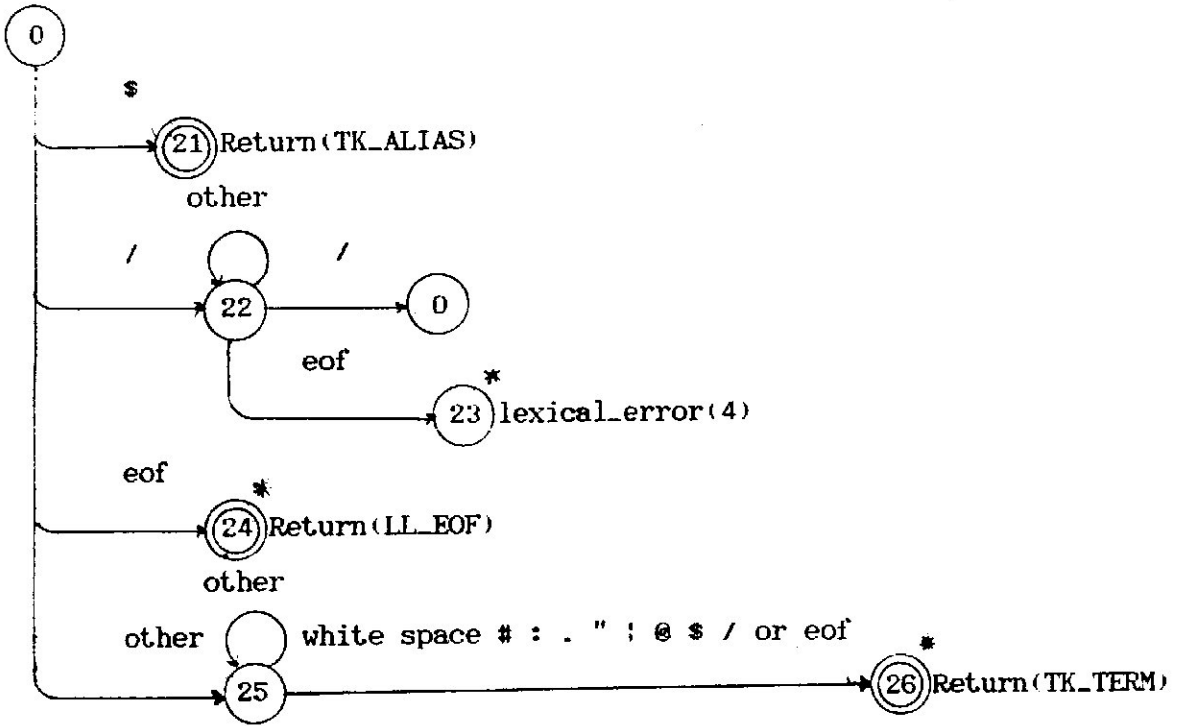 0
$
21 Return(TK_ALIAS)
other
/ /
22 0
eof
*
23 lexical_error(4)
eof
*
24 Return(LL_EOF)
other
other white space # : . " ; @ $ / or eof
*
25 26 Return(TK_TERM)